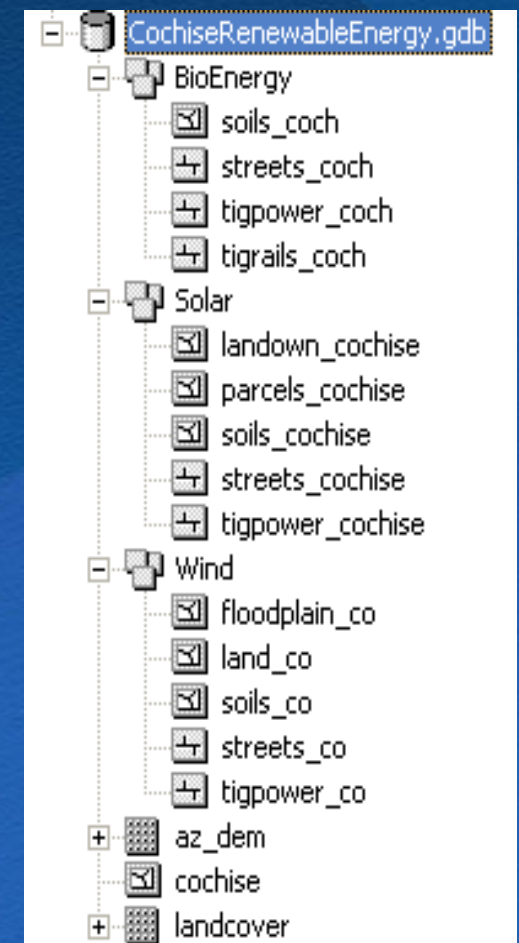 CochiseRenewableEnergy.gdb
BioEnergy
soils_coch
streets_coch
tigpower_coch
tigrails_coch
Solar
landown_cochise
parcels_cochise
soils_cochise
streets_cochise
tigpower_cochise
Wind
floodplain_co
land_co
soils_co
streets_co
tigpower_co
az_dem
cochise
landcover